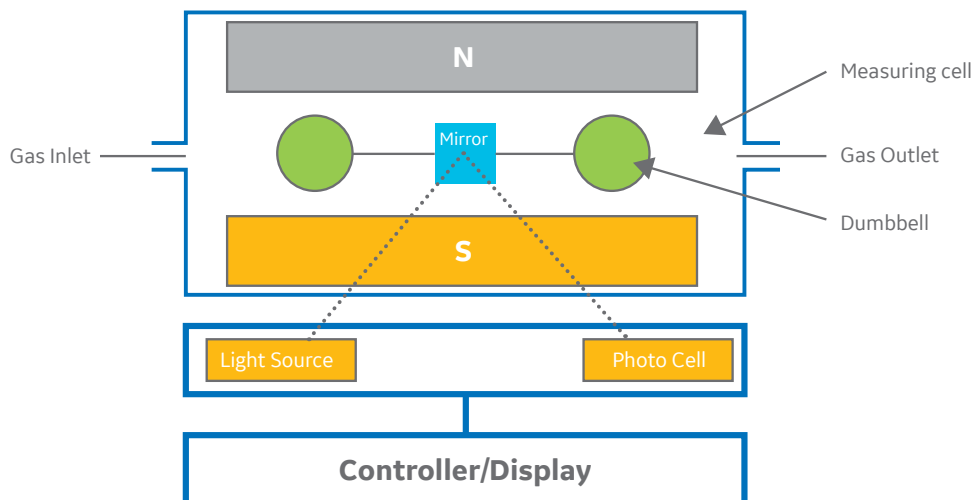 N
Measuring cell
Mirror
Gas Inlet
Gas Outlet
Dumbbell
S
Light Source
Photo Cell
Controller/Display